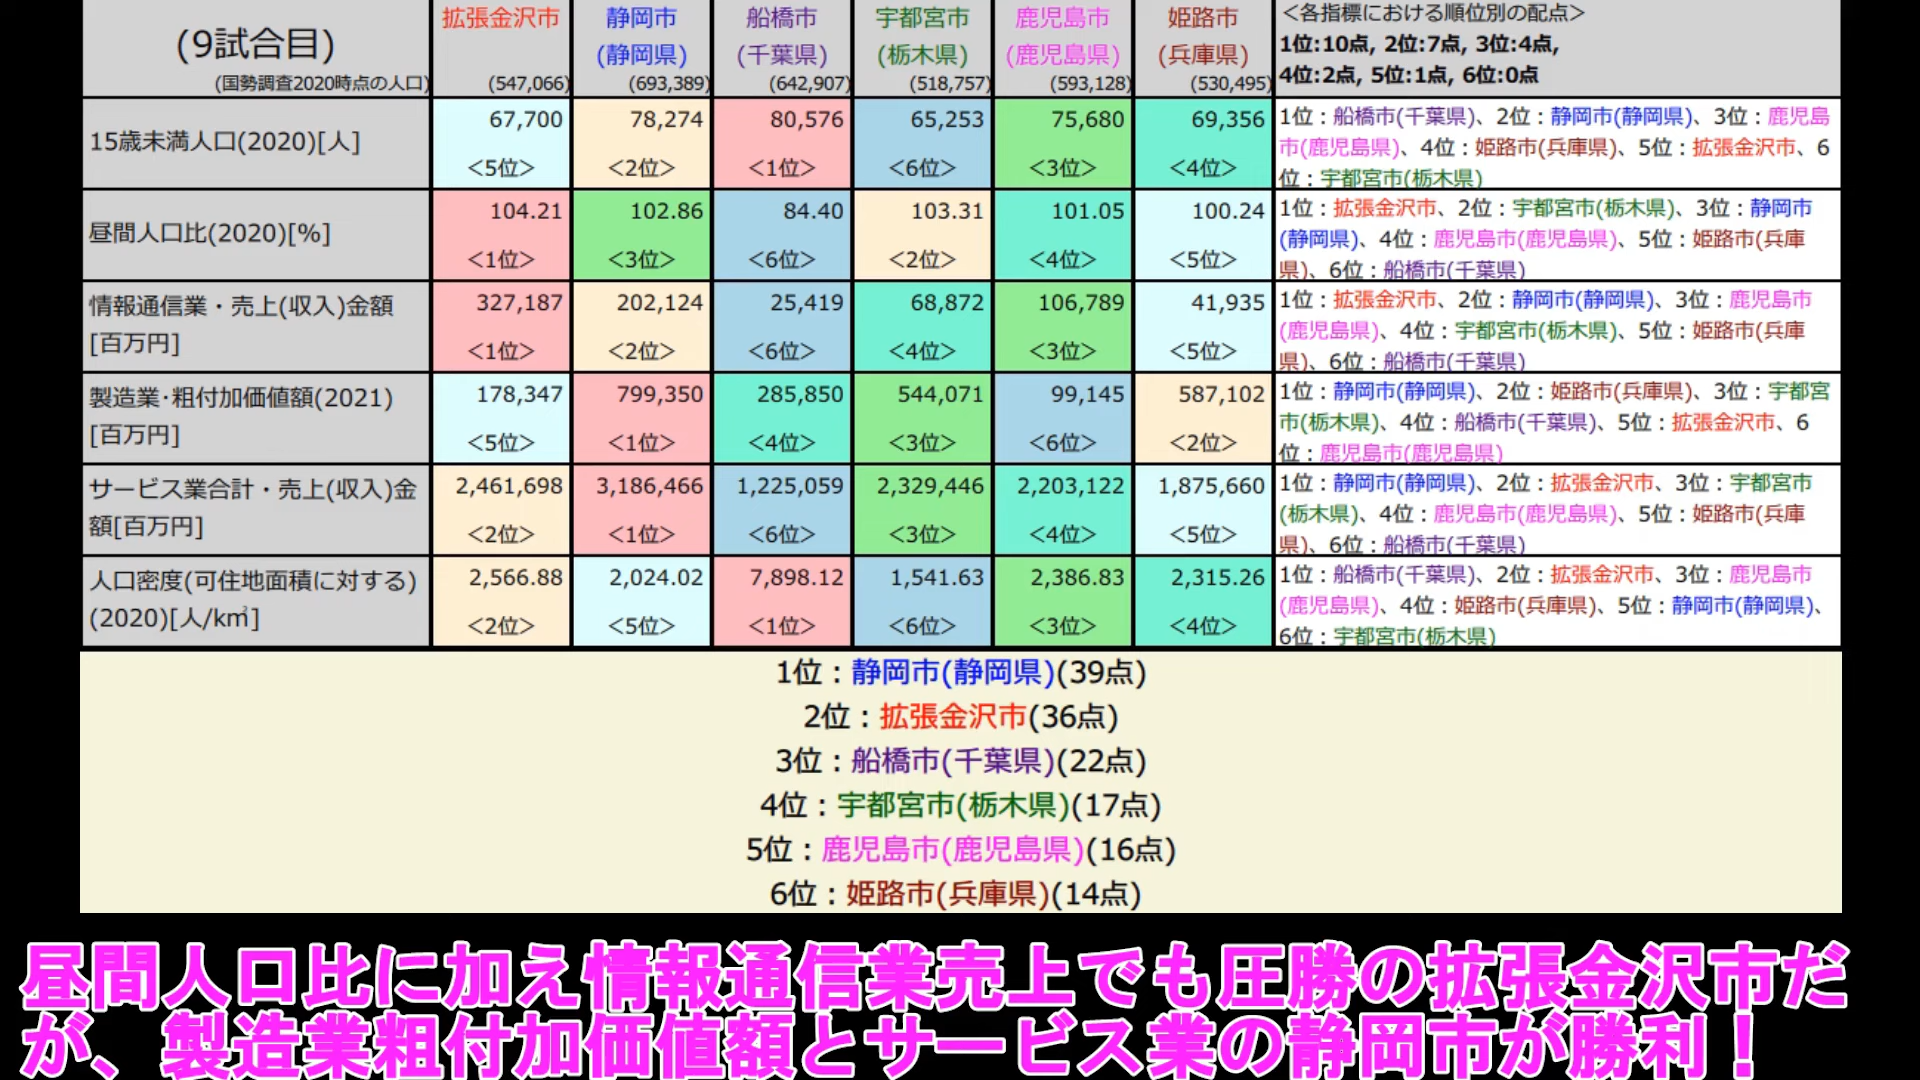 (9試合目)
(国勢調査2020時点の人口)
拡張金沢市
(547,066)
静岡市
(静岡県)
(693,389)
船橋市
(千葉県)
(642,907)
宇都宮市
(栃木県)
(518,757)
鹿児島市
(鹿児島県)
(593,128)
姫路市
(兵庫県)
(530,495)
＜各指標における順位別の配点＞
1位:10点, 2位:7点, 3位:4点,
4位:2点, 5位:1点, 6位:0点
15歳未満人口(2020)[人]
67,700
<5位>
78,274
<2位>
80,576
<1位>
65,253
<6位>
75,680
<3位>
69,356
<4位>
1位：船橋市(千葉県)、2位：静岡市(静岡県)、3位：鹿児島
市(鹿児島県)、4位：姫路市(兵庫県)、5位：拡張金沢市、6
位：宇都宮市(栃木県)
昼間人口比(2020)[%]
104.21
<1位>
102.86
<3位>
84.40
<6位>
103.31
<2位>
101.05
<4位>
100.24
<5位>
1位：拡張金沢市、2位：宇都宮市(栃木県)、3位：静岡市
(静岡県)、4位：鹿児島市(鹿児島県)、5位：姫路市(兵庫
県)、6位：船橋市(千葉県)
情報通信業・売上(収入)金額
[百万円]
327,187
<1位>
202,124
<2位>
25,419
<6位>
68,872
<4位>
106,789
<3位>
41,935
<5位>
1位：拡張金沢市、2位：静岡市(静岡県)、3位：鹿児島市
(鹿児島県)、4位：宇都宮市(栃木県)、5位：姫路市(兵庫
県)、6位：船橋市(千葉県)
製造業･粗付加価値額(2021)
[百万円]
178,347
<5位>
799,350
<1位>
285,850
<4位>
544,071
<3位>
99,145
<6位>
587,102
<2位>
1位：静岡市(静岡県)、2位：姫路市(兵庫県)、3位：宇都宮
市(栃木県)、4位：船橋市(千葉県)、5位：拡張金沢市、6
位：鹿児島市(鹿児島県)
サービス業合計・売上(収入)金
額[百万円]
2,461,698
<2位>
3,186,466
<1位>
1,225,059
<6位>
2,329,446
<3位>
2,203,122
<4位>
1,875,660
<5位>
1位：静岡市(静岡県)、2位：拡張金沢市、3位：宇都宮市
(栃木県)、4位：鹿児島市(鹿児島県)、5位：姫路市(兵庫
県)、6位：船橋市(千葉県)
人口密度(可住地面積に対する)
(2020)[人/km²]
2,566.88
<2位>
2,024.02
<5位>
7,898.12
<1位>
1,541.63
<6位>
2,386.83
<3位>
2,315.26
<4位>
1位：船橋市(千葉県)、2位：拡張金沢市、3位：鹿児島市
(鹿児島県)、4位：姫路市(兵庫県)、5位：静岡市(静岡県)、
6位：宇都宮市(栃木県)
1位：静岡市(静岡県)(39点)
2位：拡張金沢市(36点)
3位：船橋市(千葉県)(22点)
4位：宇都宮市(栃木県)(17点)
5位：鹿児島市(鹿児島県)(16点)
6位：姫路市(兵庫県)(14点)
昼間人口比に加え情報通信業売上でも圧勝の拡張金沢市だ
が、製造業粗付加価値額とサービス業の静岡市が勝利！